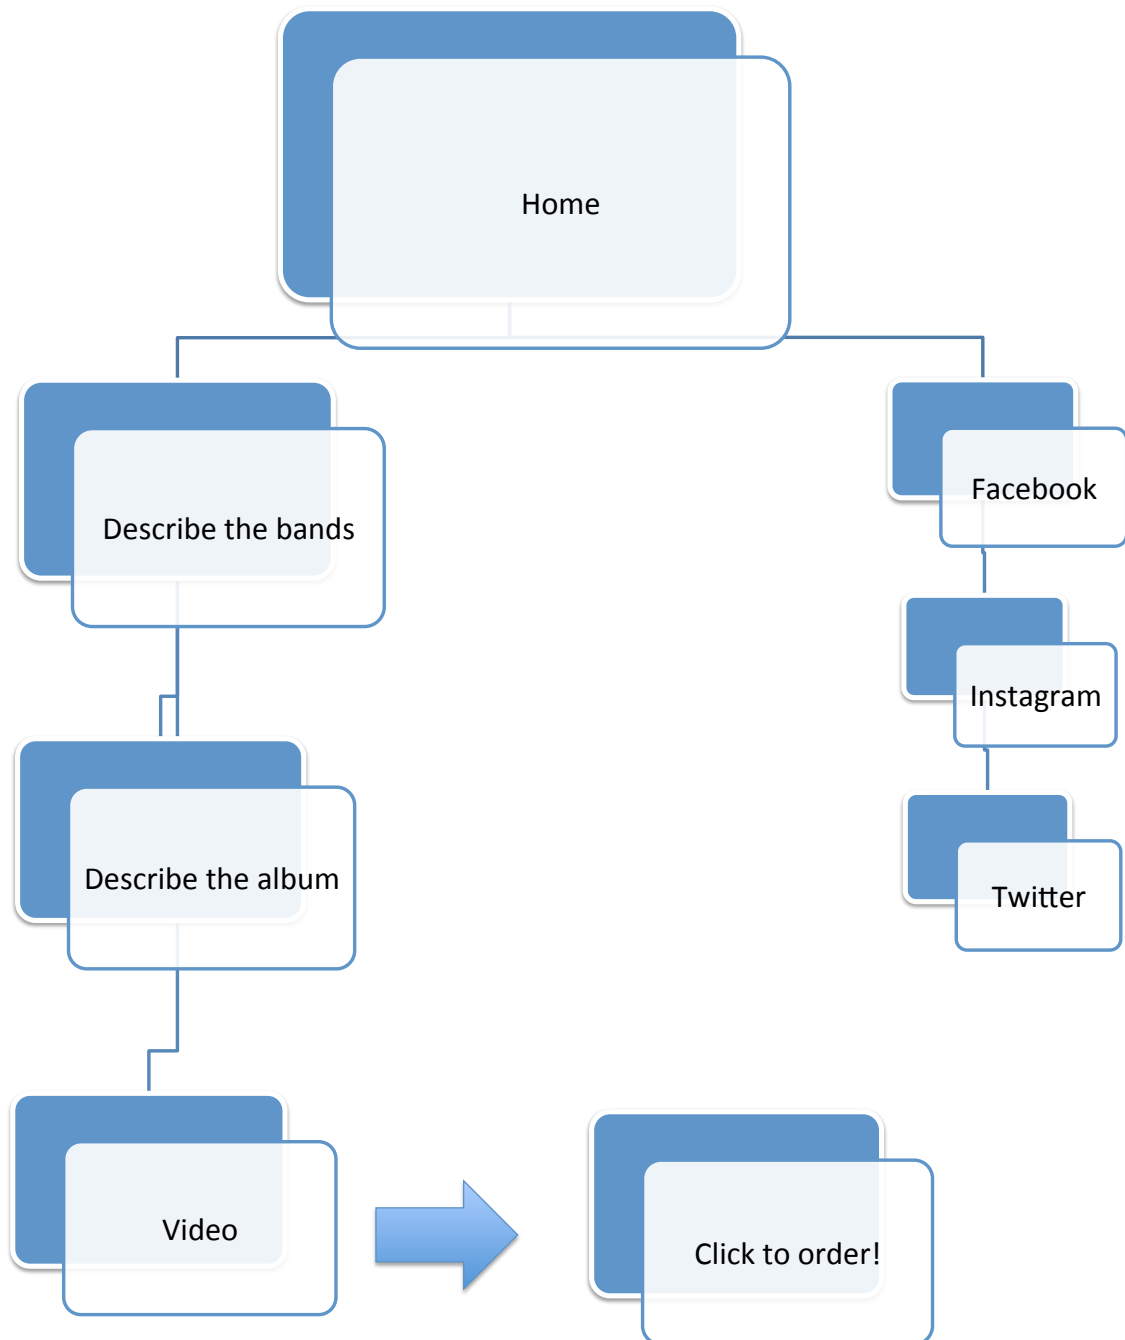 Home
Describe the bands
Facebook
Instagram
Describe the album
Twitter
Video
Click to order!